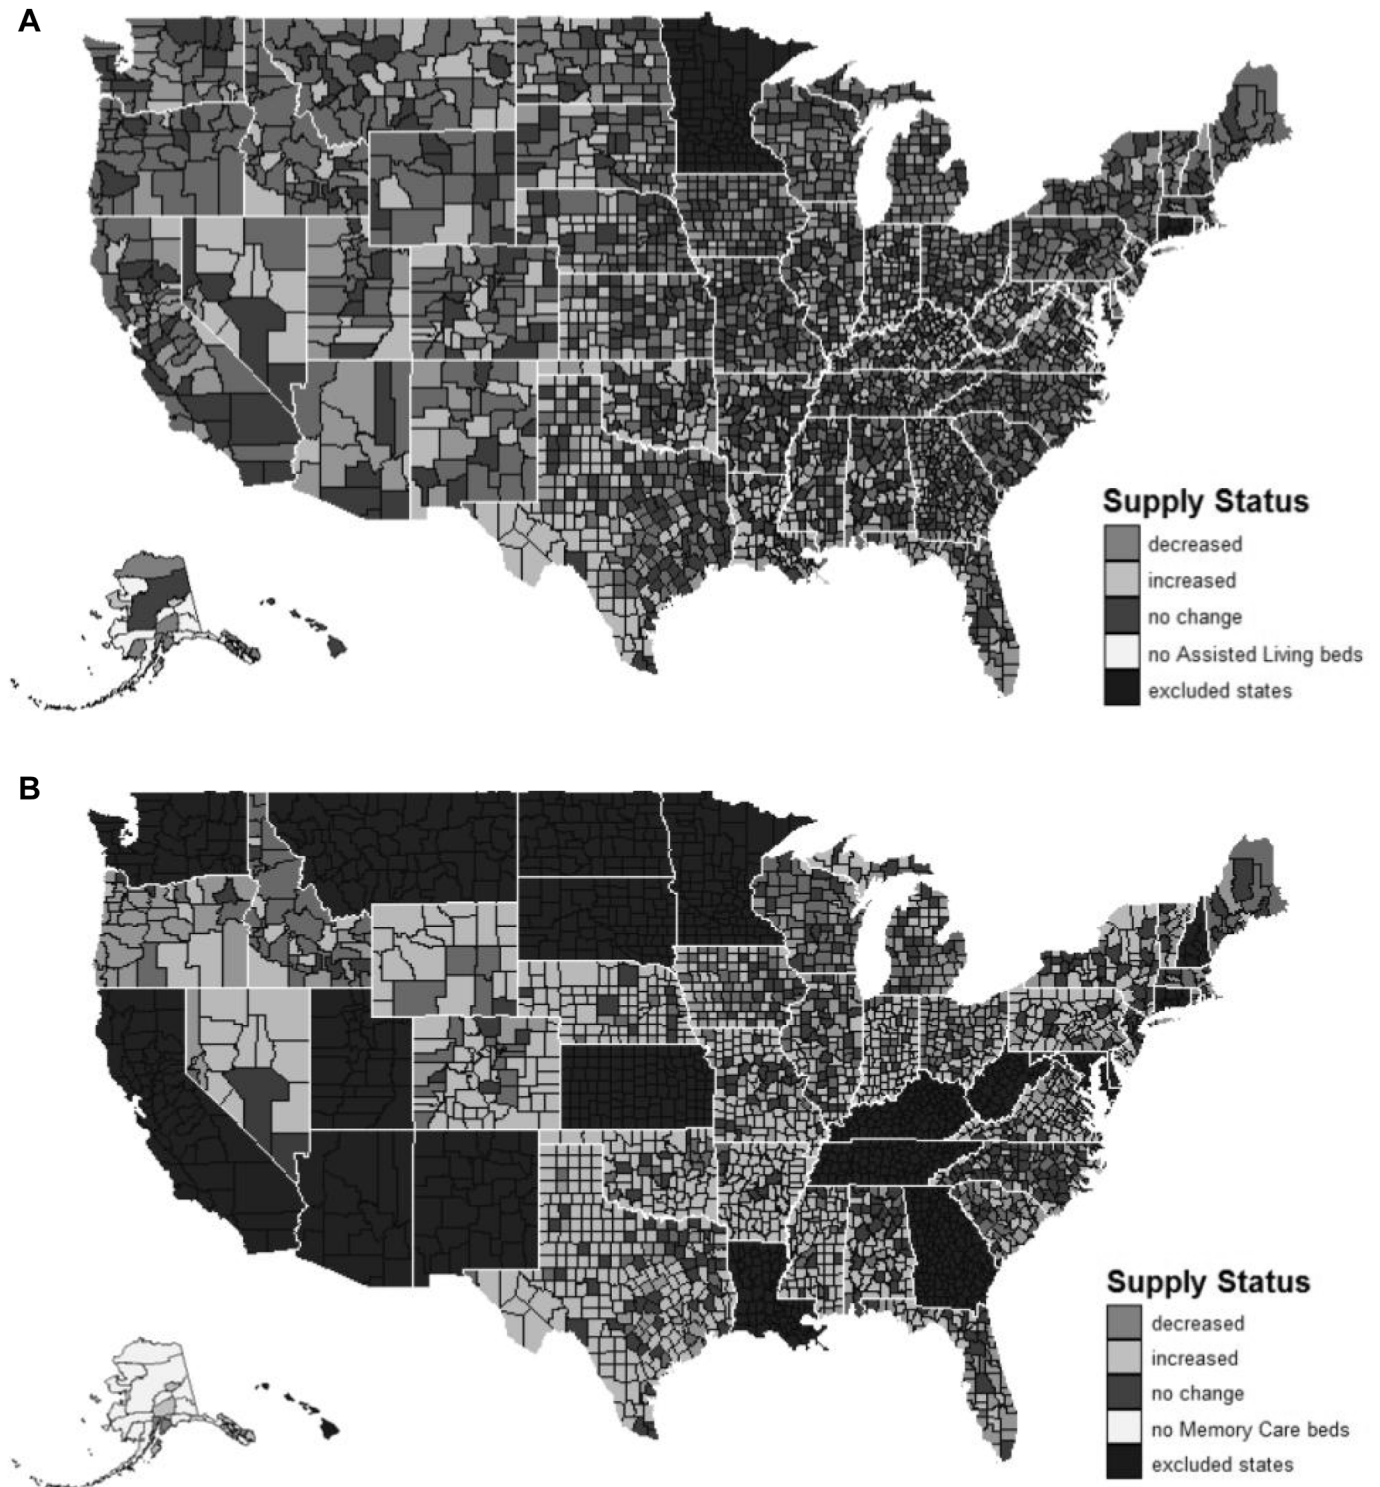 A
Supply Status
decreased
increased
no change
no Assisted Living beds
excluded states
B
Supply Status
decreased
increased
no change
no Memory Care beds
excluded states